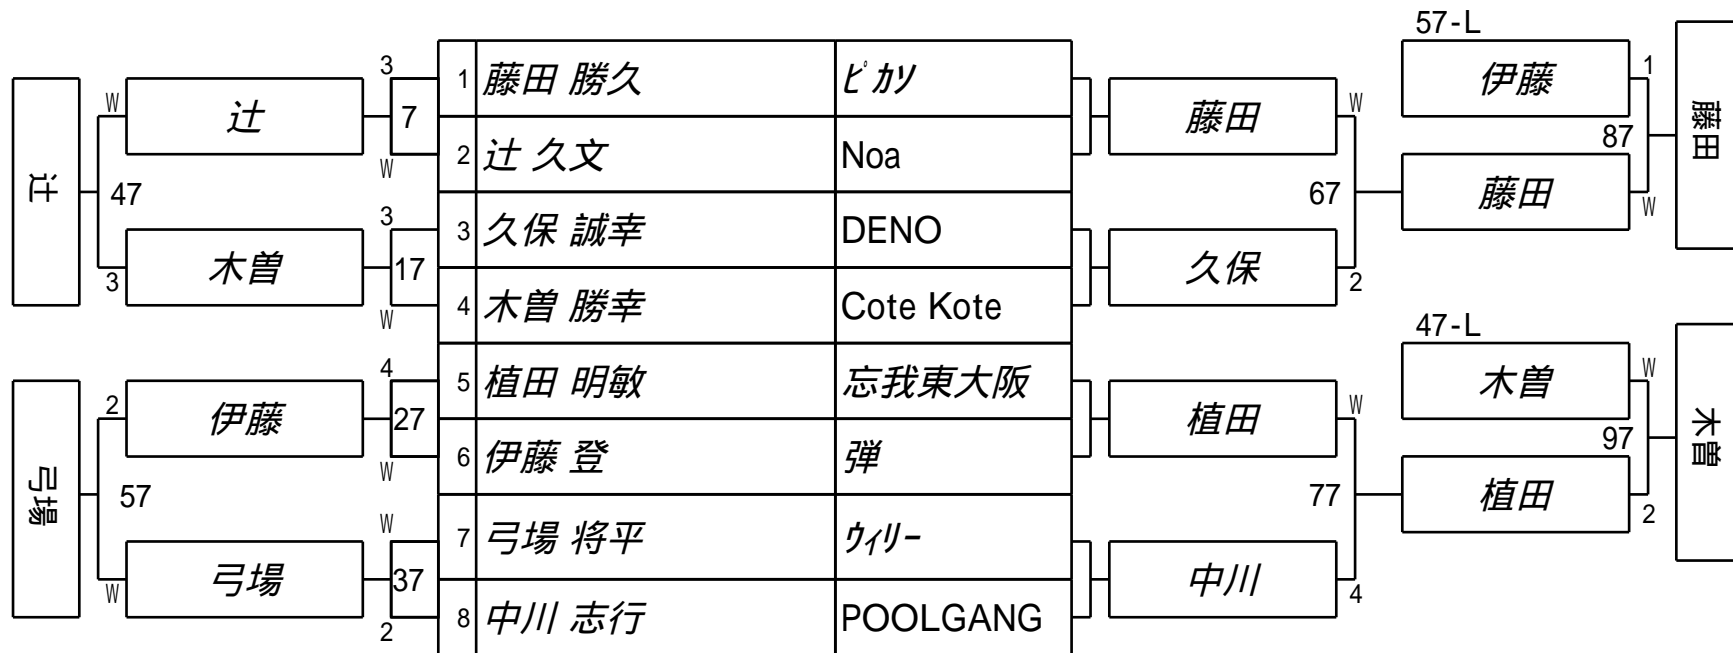 57-L
3
1 藤田 勝久 ピカソ
伊藤 1
W 辻 7
藤田 W
藤田
W 2 辻 久文 Noa
87
辻 47
67 藤田 W
3 3 久保 誠幸 DENO
3 木曽 17
久保 2
W 4 木曽 勝幸 Cote Kote
47-L
4 5 植田 明敏 忘我東大阪
木曽 W
2 伊藤 27
植田 W
木曽
W 6 伊藤 登 弾
97
弓場 57
77 植田 2
W 7 弓場 将平 ウィリー
W 弓場 37
中川 4
2 8 中川 志行 POOLGANG